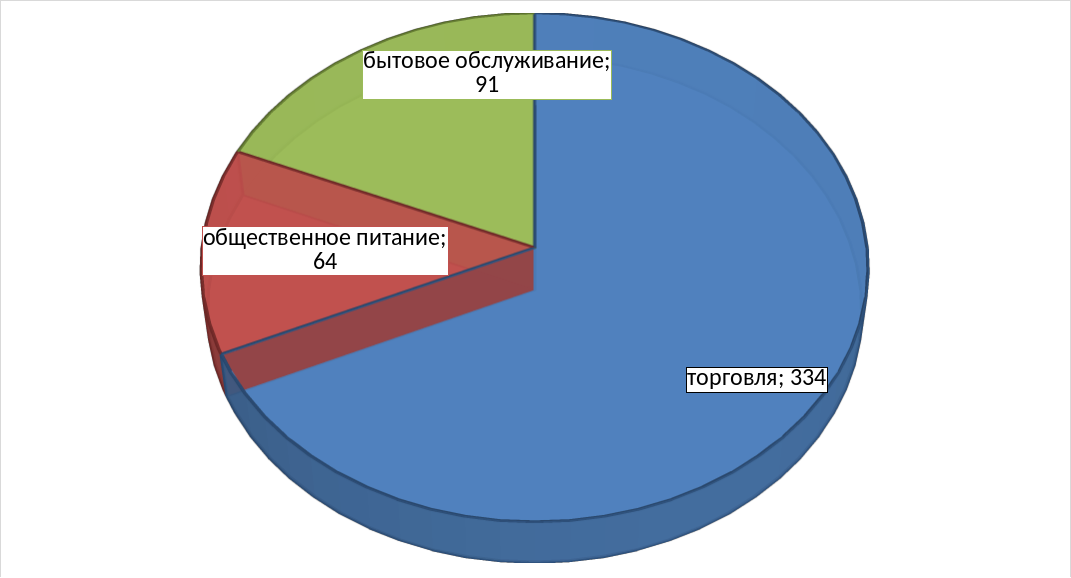 бытовое обслуживание;
91
общественное питание;
64
торговля; 334